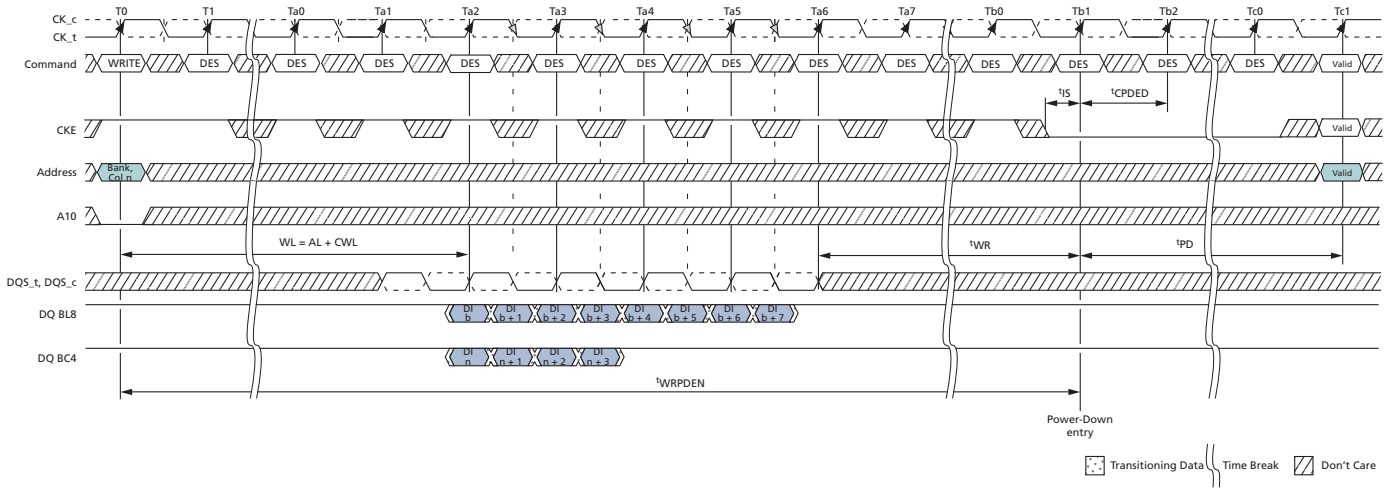 T0 T1 Ta0 Ta1 Ta2 Ta3 Ta4 Ta5 Ta6 Ta7 Tb0 Tb1 Tb2 Tc0 Tc1
CK_c
CK_t
Command WRITE DES DES DES DES DES DES DES DES DES DES DES DES DES Valid
tIS tCPDED
CKE Valid
Address Bank, Col n Valid
A10
WL = AL + CWL tWR tPD
DQS_t, DQS_c
DQ BL8 DI b DI b + 1 DI b + 2 DI b + 3 DI b + 4 DI b + 5 DI b + 6 DI b + 7
DQ BC4 DI n DI n + 1 DI n + 2 DI n + 3
tWRPDEN
Power-Down
entry
Transitioning Data Time Break Don't Care